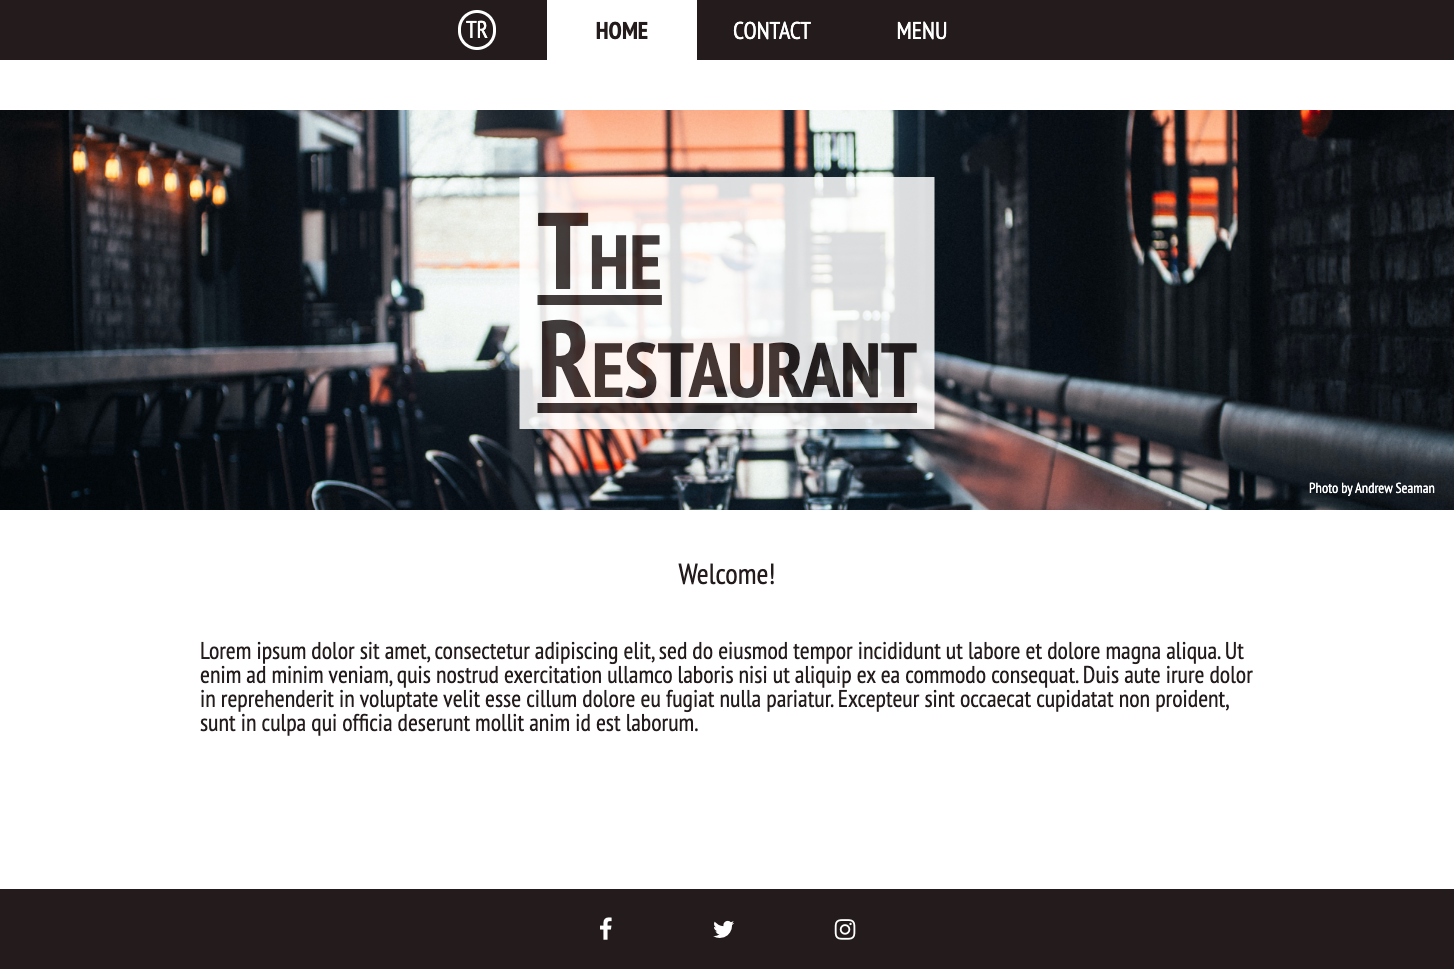 TR HOME CONTACT MENU
The
Restaurant
Photo by Andrew Seaman
Welcome!
Lorem ipsum dolor sit amet, consectetur adipiscing elit, sed do eiusmod tempor incididunt ut labore et dolore magna aliqua. Ut
enim ad minim veniam, quis nostrud exercitation ullamco laboris nisi ut aliquip ex ea commodo consequat. Duis aute irure dolor
in reprehenderit in voluptate velit esse cillum dolore eu fugiat nulla pariatur. Excepteur sint occaecat cupidatat non proident,
sunt in culpa qui officia deserunt mollit anim id est laborum.